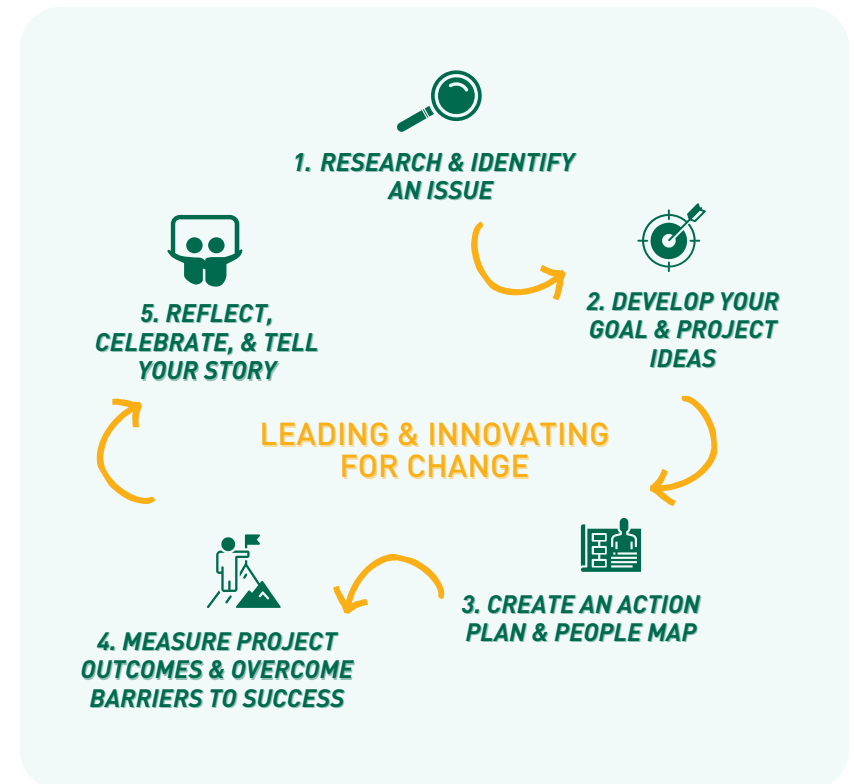 1. RESEARCH & IDENTIFY
AN ISSUE
2. DEVELOP YOUR
GOAL & PROJECT
IDEAS
3. CREATE AN ACTION
PLAN & PEOPLE MAP
4. MEASURE PROJECT
OUTCOMES & OVERCOME
BARRIERS TO SUCCESS
5. REFLECT,
CELEBRATE, & TELL
YOUR STORY
LEADING & INNOVATING
FOR CHANGE